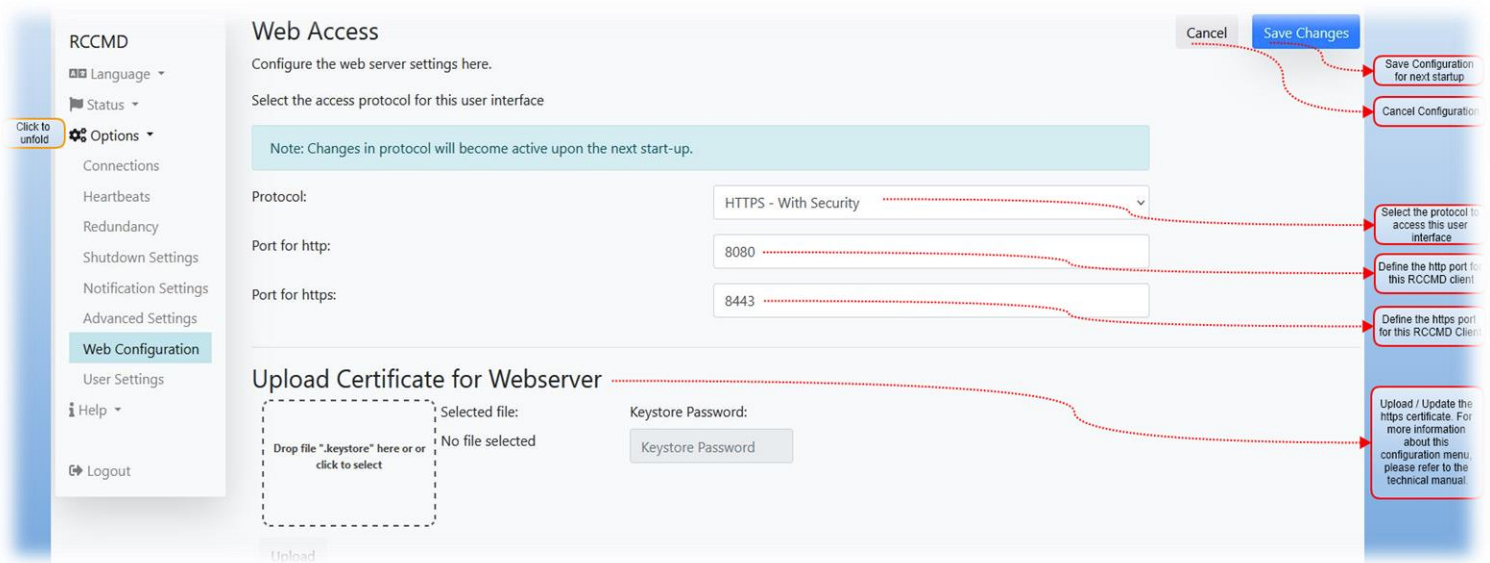 Click to
unfold
RCCMD
Language
Status
Options
Connections
Heartbeats
Redundancy
Shutdown Settings
Notification Settings
Advanced Settings
Web Configuration
User Settings
Help
Logout
Web Access
Cancel
Save Changes
Configure the web server settings here.
Select the access protocol for this user interface
Note: Changes in protocol will become active upon the next start-up.
Protocol:
HTTPS - With Security
Port for http:
8080
Port for https:
8443
Upload Certificate for Webserver
Drop file ".keystore" here or or
click to select
Selected file:
No file selected
Keystore Password:
Keystore Password
Upload
Save Configuration
for next startup
Cancel Configuration
Select the protocol to
access this user
interface
Define the http port for
this RCCMD client
Define the https port
for this RCCMD Client
Upload / Update the
https certificate. For
more information
about this
configuration menu,
please refer to the
technical manual.